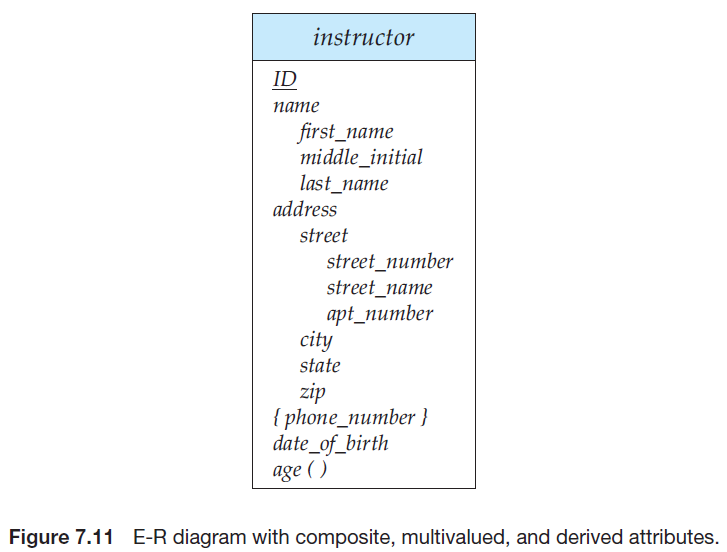 instructor
ID
name
first_name
middle_initial
last_name
address
street
street_number
street_name
apt_number
city
state
zip
{ phone_number }
date_of_birth
age ( )
Figure 7.11 E-R diagram with composite, multivalued, and derived attributes.